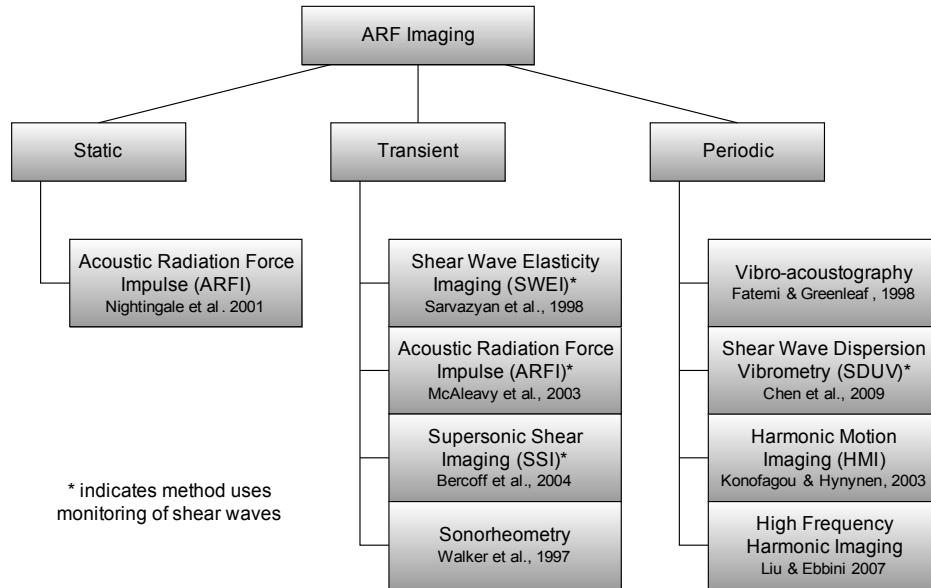 ARF Imaging
Static
Transient
Periodic
Acoustic Radiation Force
Impulse (ARFI)
Nightingale et al. 2001
Shear Wave Elasticity
Imaging (SWEI)*
Sarvazyan et al., 1998
Acoustic Radiation Force
Impulse (ARFI)*
McAleavy et al., 2003
Supersonic Shear
Imaging (SSI)*
Bercoff et al., 2004
Sonorheometry
Walker et al., 1997
Vibro-acoustography
Fatemi & Greenleaf, 1998
Shear Wave Dispersion
Vibrometry (SDUV)*
Chen et al., 2009
Harmonic Motion
Imaging (HMI)
Konofagou & Hynynen, 2003
High Frequency
Harmonic Imaging
Liu & Ebbini 2007
* indicates method uses
monitoring of shear waves